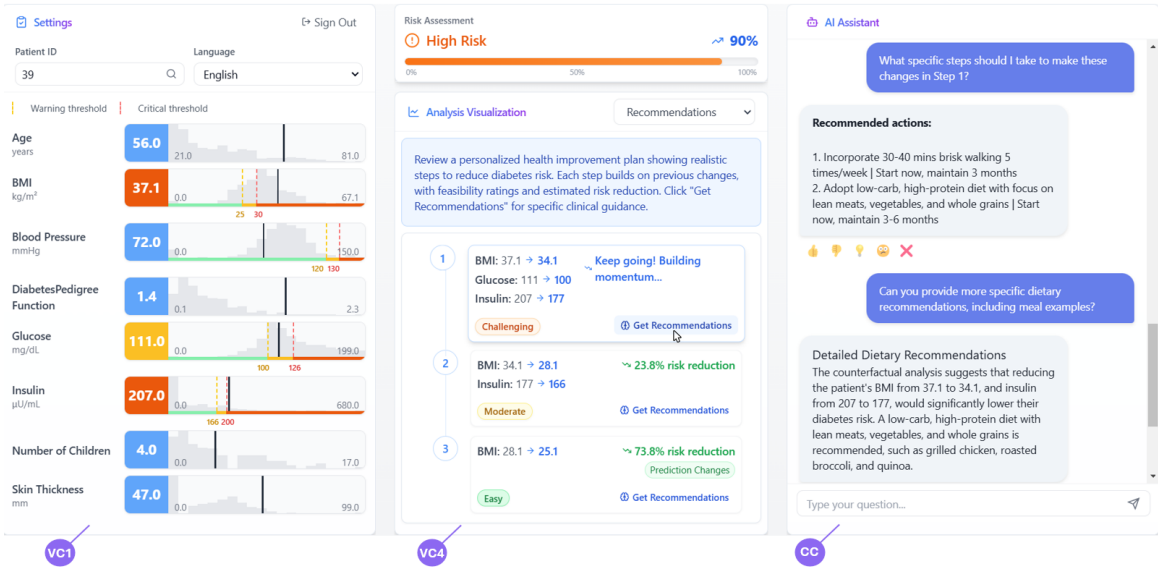 Settings
Sign Out
Patient ID
Language
39
English
Warning threshold
Critical threshold
Age
years
56.0
21.0
81.0
BMI
kg/m²
37.1
0.0
67.1
25
30
Blood Pressure
mmHg
72.0
0.0
150.0
120
130
DiabetesPedigree
Function
1.4
0.1
2.3
Glucose
mg/dL
111.0
0.0
199.0
100
126
Insulin
µU/mL
207.0
0.0
680.0
166
200
Number of Children
4.0
0.0
17.0
Skin Thickness
mm
47.0
0.0
99.0
VC1
Risk Assessment
High Risk
90%
0%
50%
100%
Analysis Visualization
Recommendations
Review a personalized health improvement plan showing realistic
steps to reduce diabetes risk. Each step builds on previous changes,
with feasibility ratings and estimated risk reduction. Click "Get
Recommendations" for specific clinical guidance.
1
BMI: 37.1 → 34.1
Glucose: 111 → 100
Insulin: 207 → 177
Keep going! Building
momentum...
Challenging
Get Recommendations
2
BMI: 34.1 → 28.1
Insulin: 177 → 166
23.8% risk reduction
Moderate
Get Recommendations
3
BMI: 28.1 → 25.1
73.8% risk reduction
Prediction Changes
Easy
Get Recommendations
VC4
AI Assistant
What specific steps should I take to make these
changes in Step 1?
Recommended actions:
1. Incorporate 30-40 mins brisk walking 5
times/week | Start now, maintain 3 months
2. Adopt low-carb, high-protein diet with focus on
lean meats, vegetables, and whole grains | Start
now, maintain 3-6 months
Can you provide more specific dietary
recommendations, including meal examples?
Detailed Dietary Recommendations
The counterfactual analysis suggests that reducing
the patient's BMI from 37.1 to 34.1, and insulin
from 207 to 177, would significantly lower their
diabetes risk. A low-carb, high-protein diet with
lean meats, vegetables, and whole grains is
recommended, such as grilled chicken, roasted
broccoli, and quinoa.
Type your question...
CC